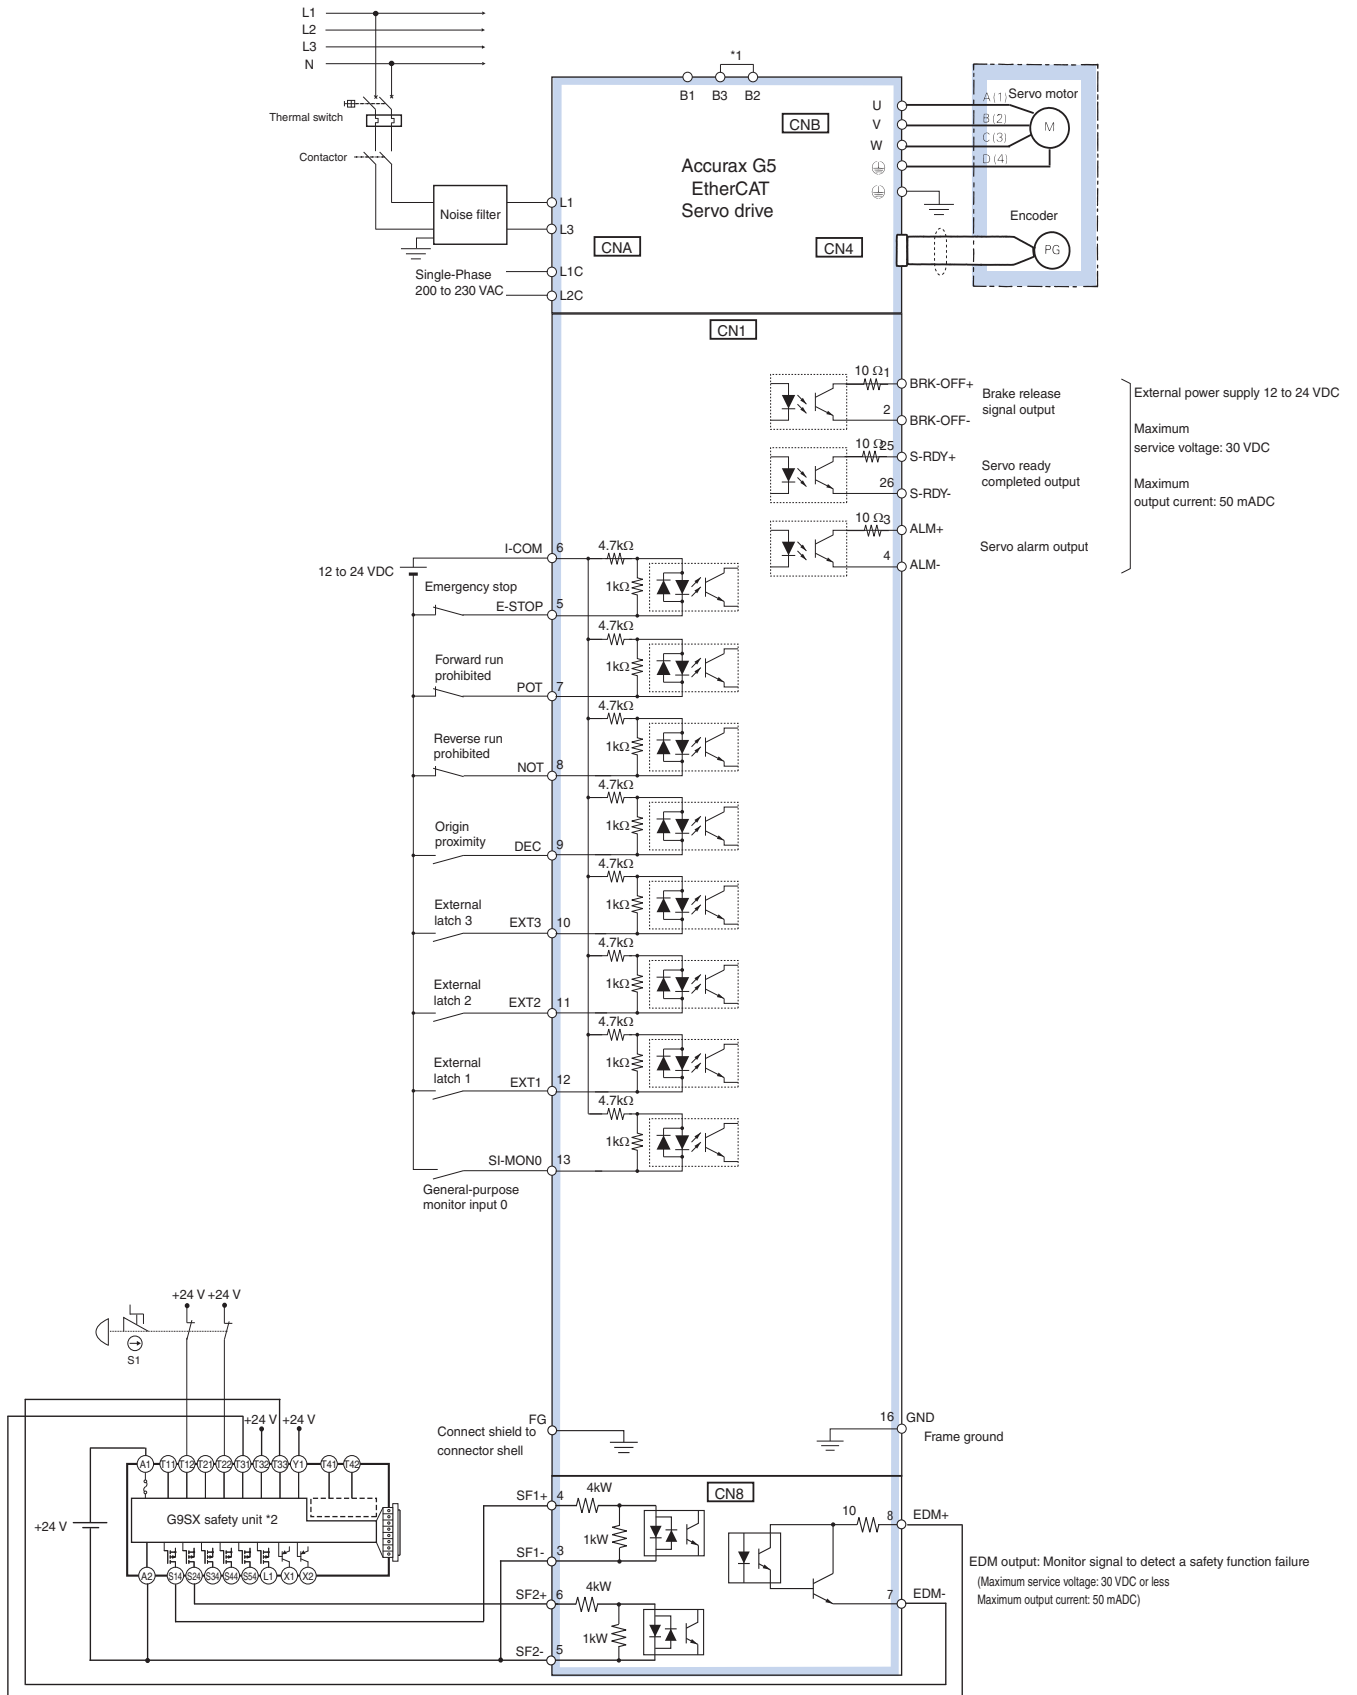 L1
L2
L3
N
Thermal switch
Contactor
Noise filter
Single-Phase
200 to 230 VAC
*1
B1 B3 B2
CNB
Accurax G5
EtherCAT
Servo drive
CNA
CN4
L1
L3
L1C
L2C
U
V
W
A (1)
B (2)
C (3)
D (4)
Servo motor
M
Encoder
PG
CN1
10 Ω 1 BRK-OFF+
2 BRK-OFF-
Brake release
signal output
10 Ω 25 S-RDY+
26 S-RDY-
Servo ready
completed output
10 Ω 3 ALM+
4 ALM-
Servo alarm output
External power supply 12 to 24 VDC
Maximum
service voltage: 30 VDC
Maximum
output current: 50 mADC
12 to 24 VDC
I-COM 6 4.7kΩ
1kΩ
Emergency stop
E-STOP 5
4.7kΩ
1kΩ
Forward run
prohibited
POT 7
4.7kΩ
1kΩ
Reverse run
prohibited
NOT 8
4.7kΩ
1kΩ
Origin
proximity
DEC 9
4.7kΩ
1kΩ
External
latch 3
EXT3 10
4.7kΩ
1kΩ
External
latch 2
EXT2 11
4.7kΩ
1kΩ
External
latch 1
EXT1 12
4.7kΩ
1kΩ
SI-MON0 13
General-purpose
monitor input 0
+24 V +24 V
S1
+24 V +24 V
FG
Connect shield to
connector shell
16 GND
Frame ground
A1 T11 T12 T21 T22 T31 T32 T33 Y1 T41 T42
G9SX safety unit *2
+24 V
A2 S14 S24 S34 S44 S54 L1 X1 X2
CN8
SF1+ 4 4kW
1kW
SF1- 3
SF2+ 6 4kW
1kW
SF2- 5
10 8 EDM+
7 EDM-
EDM output: Monitor signal to detect a safety function failure
(Maximum service voltage: 30 VDC or less
Maximum output current: 50 mADC)